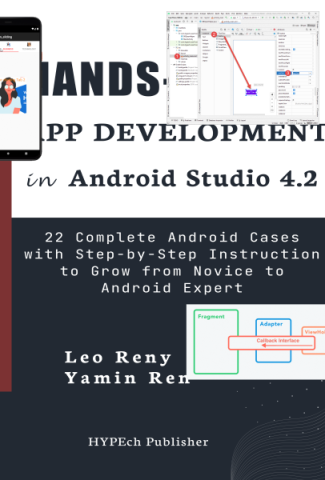 HANDS-
APP DEVELOPMENT
in Android Studio 4.2
22 Complete Android Cases
with Step-by-Step Instruction
to Grow from Novice to
Android Expert
Fragment
Adapter
Callback Interface
Leo Reny
Yamin Ren
HYPEch Publisher